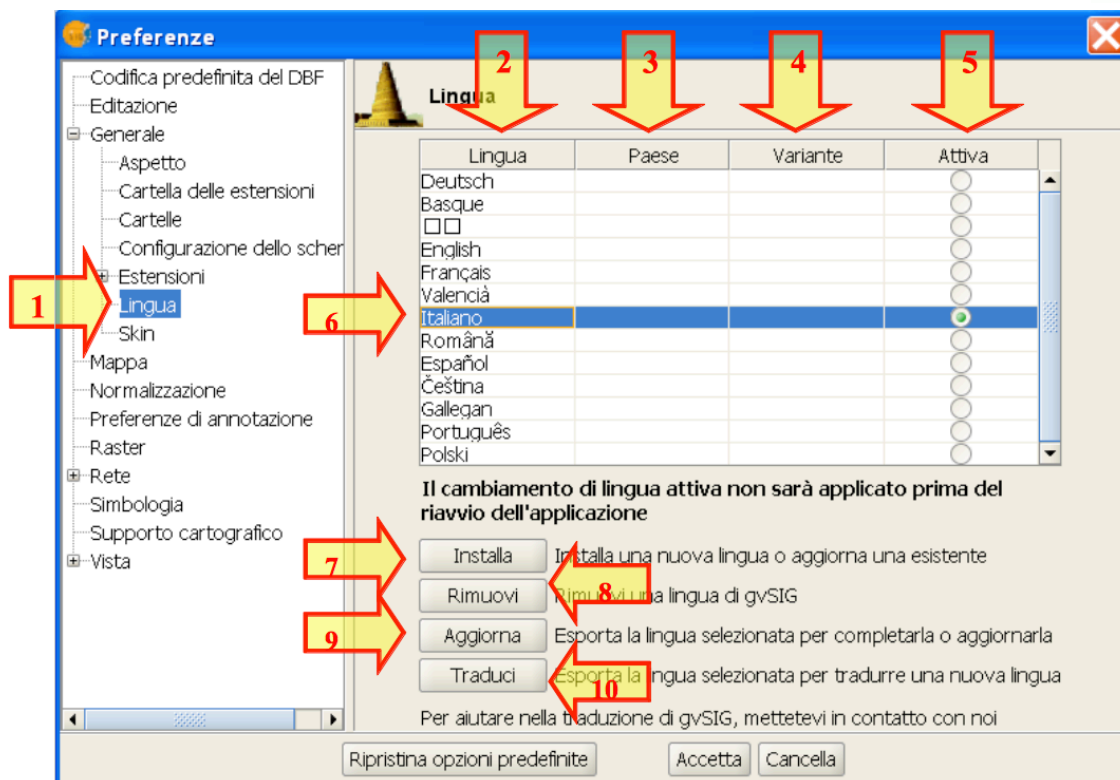 Preferenze
2 3 4 5
Codifica predefinita del DBF
Editazione
Generale
Aspetto
Cartella delle estensioni
Cartelle
Configurazione dello scher
Estensioni
1
Lingua
Skin
Mappa
Normalizzazione
Preferenze di annotazione
Raster
Rete
Simbologia
Supporto cartografico
Vista
Lingua
Lingua Paese Variante Attiva
Deutsch
Basque
□□
English
Français
Valencià
6
Italiano
Română
Español
Čeština
Gallegan
Português
Polski
Il cambiamento di lingua attiva non sarà applicato prima del
riavvio dell'applicazione
7 Installa Installa una nuova lingua o aggiorna una esistente
Rimuovi 8 Rimuovi una lingua di gvSIG
9 Aggiorna Esporta la lingua selezionata per completarla o aggiornarla
Traduci 10 Esporta la lingua selezionata per tradurre una nuova lingua
Per aiutare nella traduzione di gvSIG, mettetevi in contatto con noi
Ripristina opzioni predefinite Accetta Cancella